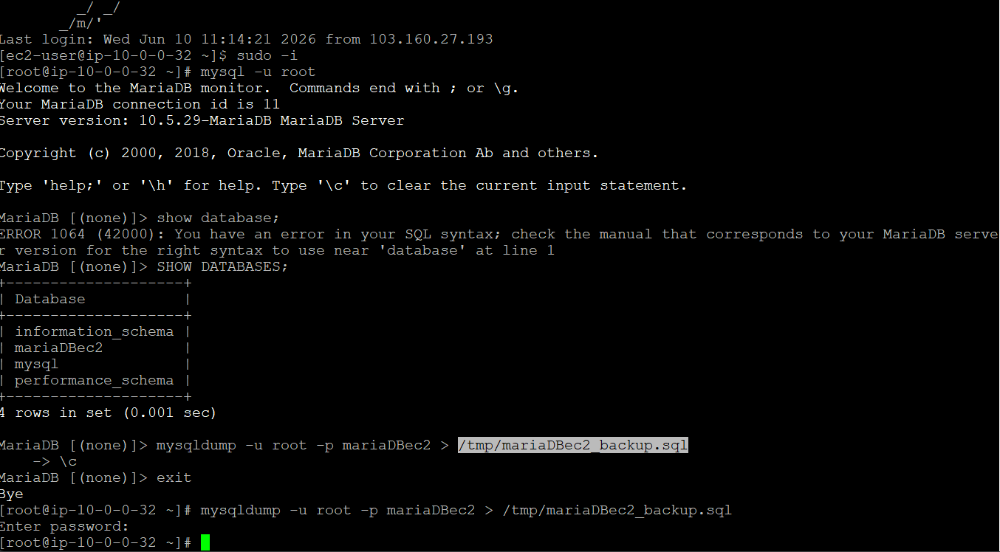 _/ _/
_/m/'
Last login: Wed Jun 10 11:14:21 2026 from 103.160.27.193
[ec2-user@ip-10-0-0-32 ~]$ sudo -i
[root@ip-10-0-0-32 ~]# mysql -u root
Welcome to the MariaDB monitor.  Commands end with ; or \g.
Your MariaDB connection id is 11
Server version: 10.5.29-MariaDB MariaDB Server

Copyright (c) 2000, 2018, Oracle, MariaDB Corporation Ab and others.

Type 'help;' or '\h' for help. Type '\c' to clear the current input statement.

MariaDB [(none)]> show database;
ERROR 1064 (42000): You have an error in your SQL syntax; check the manual that corresponds to your MariaDB serve
r version for the right syntax to use near 'database' at line 1
MariaDB [(none)]> SHOW DATABASES;
+--------------------+
| Database           |
+--------------------+
| information_schema |
| mariaDBec2         |
| mysql              |
| performance_schema |
+--------------------+
4 rows in set (0.001 sec)

MariaDB [(none)]> mysqldump -u root -p mariaDBec2 > /tmp/mariaDBec2_backup.sql
    -> \c
MariaDB [(none)]> exit
Bye
[root@ip-10-0-0-32 ~]# mysqldump -u root -p mariaDBec2 > /tmp/mariaDBec2_backup.sql
Enter password:
[root@ip-10-0-0-32 ~]#